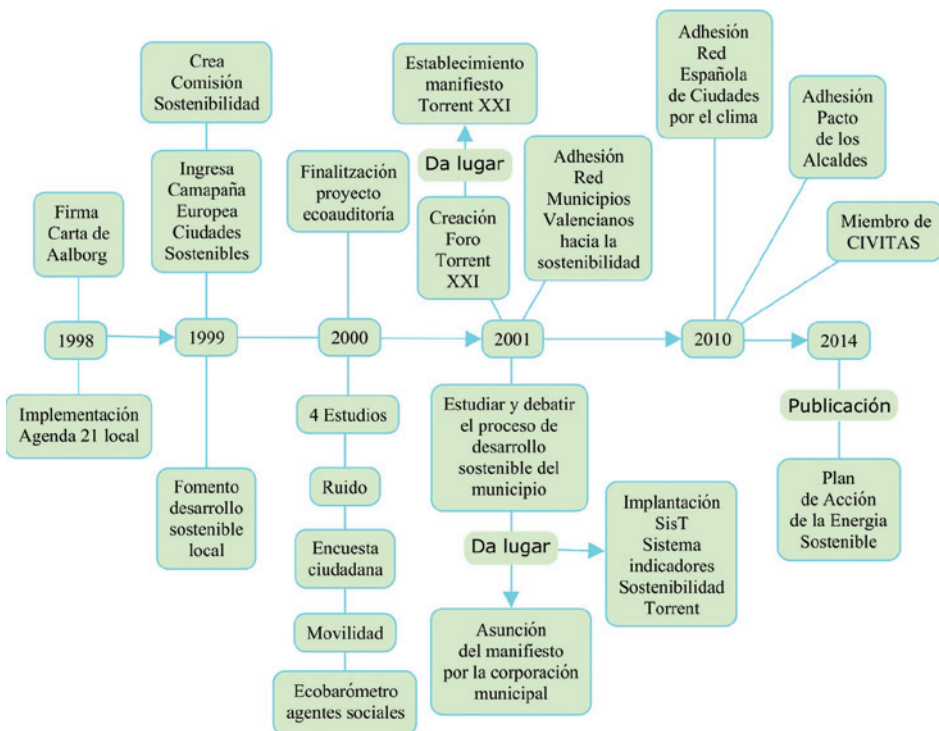 Crea
Comisión
Sostenibilidad
Ingresa
Camapaña
Europea
Ciudades
Sostenibles
Firma
Carta de
Aalborg
Finalitzación
proyecto
ecoauditoría
Establecimiento
manifiesto
Torrent XXI
Da lugar
Creación
Foro
Torrent
XXI
Adhesión
Red
Municipios
Valencianos
hacia la
sostenibilidad
Adhesión
Red
Española
de Ciudades
por el clima
Adhesión
Pacto
de los
Alcaldes
Miembro de
CIVITAS
1998
1999
2000
2001
2010
2014
Implementación
Agenda 21 local
Fomento
desarrollo
sostenible
local
4 Estudios
Ruido
Encuesta
ciudadana
Movilidad
Ecobarómetro
agentes sociales
Estudiar y debatir
el proceso de
desarrollo
sostenible del
municipio
Da lugar
Implantación
SisT
Sistema
indicadores
Sostenibilidad
Torrent
Asunción
del manifiesto
por la corporación
municipal
Publicación
Plan
de Acción
de la Energia
Sostenible